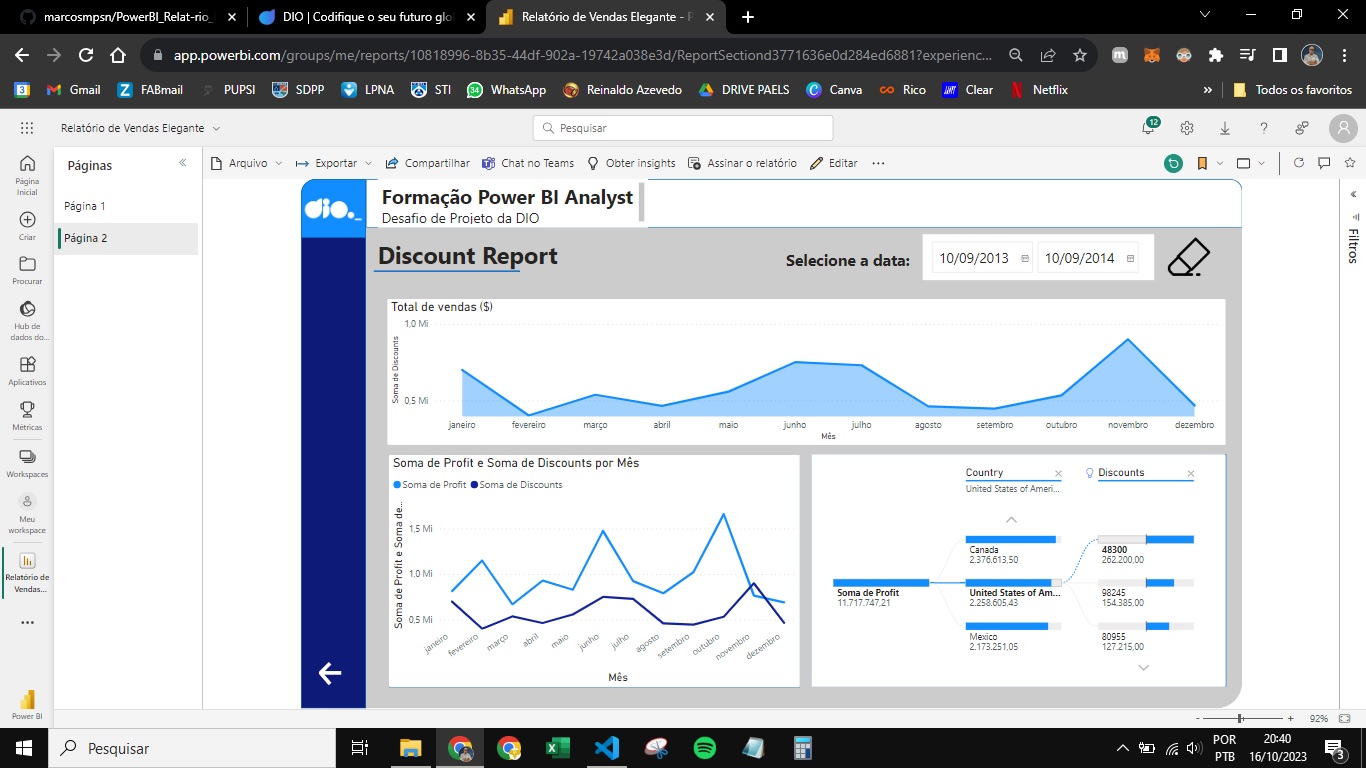 marcosmpsn/PowerBI_Relat-rio_
DIO | Codifique o seu futuro glo
Relatório de Vendas Elegante - P
app.powerbi.com/groups/me/reports/10818996-8b35-44df-902a-19742a038e3d/ReportSectiond3771636e0d284ed6881?experienc...
Gmail
FABmail
PUPSI
SDPP
LPNA
STI
34
WhatsApp
Reinaldo Azevedo
DRIVE PAELS
Canva
Rico
Clear
Netflix
»
Todos os favoritos
Relatório de Vendas Elegante
Pesquisar
12
Página Inicial
Criar
Procurar
Hub de dados do...
Aplicativos
Métricas
Workspaces
Meu workspace
Relatório de Vendas...
Power BI
Páginas
Página 1
Página 2
Arquivo
Exportar
Compartilhar
Chat no Teams
Obter insights
Assinar o relatório
Editar
Filtros
dio._
Formação Power BI Analyst
Desafio de Projeto da DIO
Discount Report
Selecione a data:
10/09/2013
10/09/2014
Total de vendas ($)
Soma de Discounts
1,0 Mi
0,5 Mi
janeiro fevereiro março abril maio junho julho agosto setembro outubro novembro dezembro
Mês
Soma de Profit e Soma de Discounts por Mês
Soma de Profit Soma de Discounts
Soma de Profit e Soma de...
1,5 Mi
1,0 Mi
0,5 Mi
janeiro fevereiro março abril maio junho julho agosto setembro outubro novembro dezembro
Mês
Country
United States of Ameri...
Discounts
Soma de Profit
11.717.747,21
Canada
2.376.613,50
United States of Am...
2.258.605,43
Mexico
2.173.251,05
48300
262.200,00
98245
154.385,00
80955
127.215,00
92%
Pesquisar
POR
PTB
20:40
16/10/2023
3